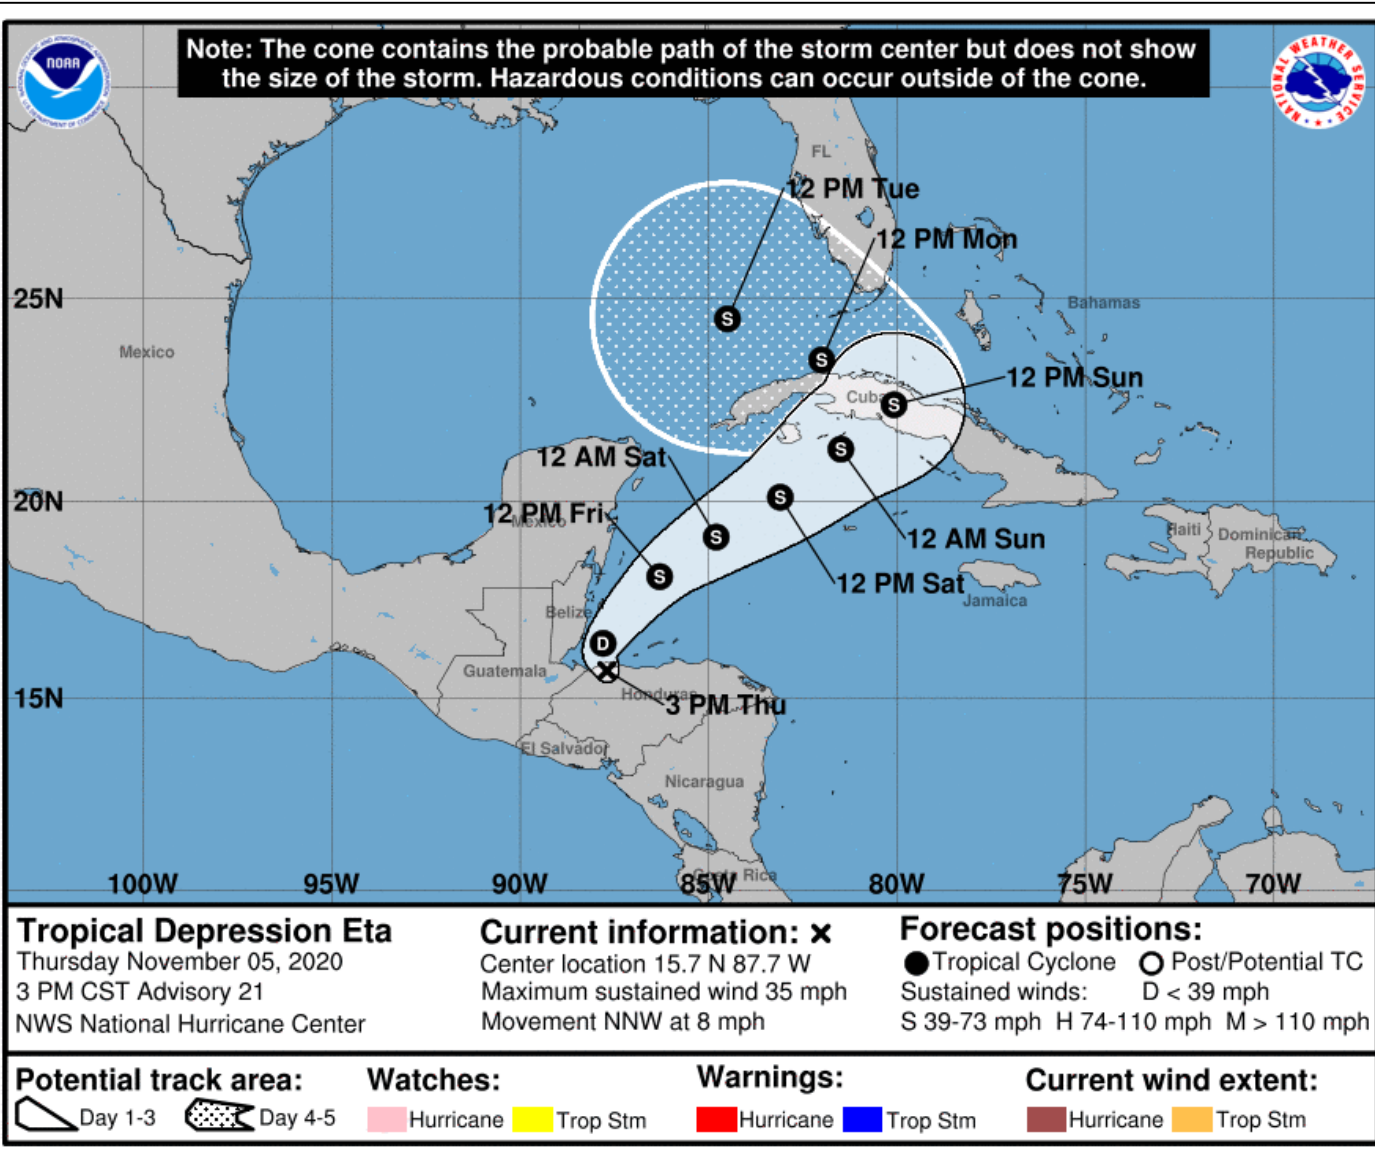 Note: The cone contains the probable path of the storm center but does not show
the size of the storm. Hazardous conditions can occur outside of the cone.
NOAA
NATIONAL WEATHER SERVICE
FL
12 PM Tue
12 PM Mon
25N
Bahamas
Mexico
12 PM Sun
Cuba
S
S
S
S
12 AM Sat
20N
S
12 PM Fri
Mexico
S
12 AM Sun
Haiti
Dominican
Republic
S
12 PM Sat
Jamaica
Belize
D
Guatemala
15N
Honduras
3 PM Thu
El Salvador
Nicaragua
Costa Rica
100W 95W 90W 85W 80W 75W 70W
Tropical Depression Eta
Thursday November 05, 2020
3 PM CST Advisory 21
NWS National Hurricane Center
Current information: x
Center location 15.7 N 87.7 W
Maximum sustained wind 35 mph
Movement NNW at 8 mph
Forecast positions:
Tropical Cyclone Post/Potential TC
Sustained winds: D < 39 mph
S 39-73 mph H 74-110 mph M > 110 mph
Potential track area:
Day 1-3 Day 4-5
Watches:
Hurricane Trop Stm
Warnings:
Hurricane Trop Stm
Current wind extent:
Hurricane Trop Stm